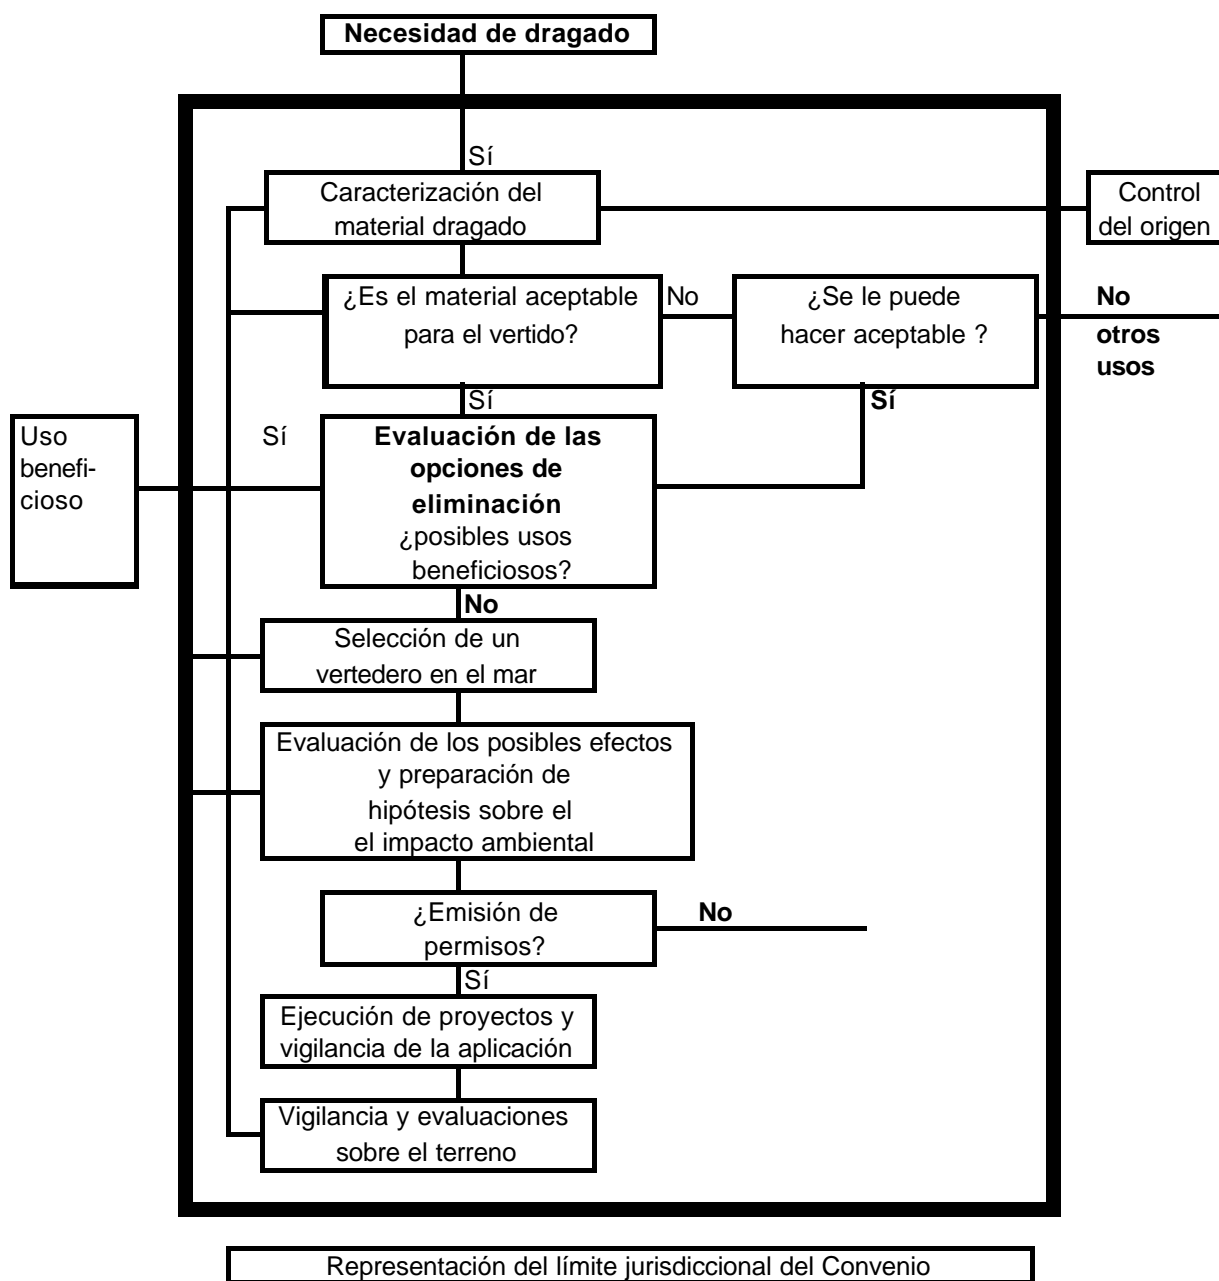 Necesidad de dragado
Sí
Caracterización del
material dragado
Control
del origen
¿Es el material aceptable
para el vertido?
No
¿Se le puede
hacer aceptable ?
No
otros
usos
Sí
Sí
Uso
benefi-
cioso
Sí
Evaluación de las
opciones de
eliminación
¿posibles usos
beneficiosos?
No
Selección de un
vertedero en el mar
Evaluación de los posibles efectos
y preparación de
hipótesis sobre el
el impacto ambiental
¿Emisión de
permisos?
No
Sí
Ejecución de proyectos y
vigilancia de la aplicación
Vigilancia y evaluaciones
sobre el terreno
Representación del límite jurisdiccional del Convenio